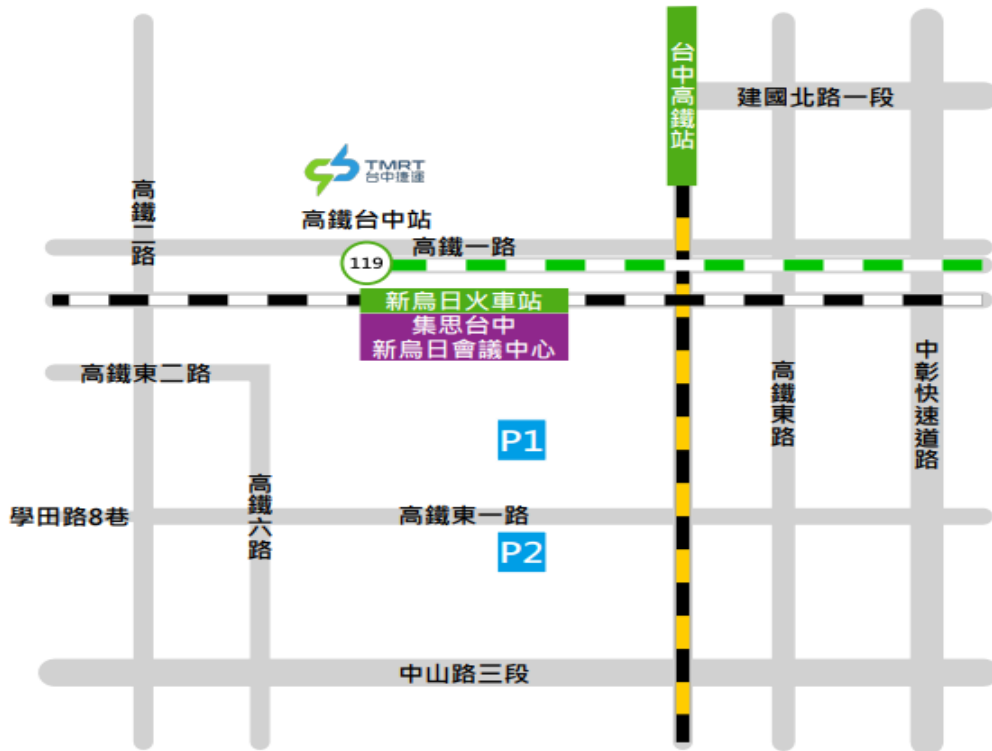 台中高鐵站
建國北路一段
TMRT
台中捷運
高鐵二路
高鐵台中站
高鐵一路
119
新烏日火車站
集思台中
新烏日會議中心
高鐵東二路
高鐵東路
中彰快速道路
P1
高鐵六路
學田路8巷
高鐵東一路
P2
中山路三段